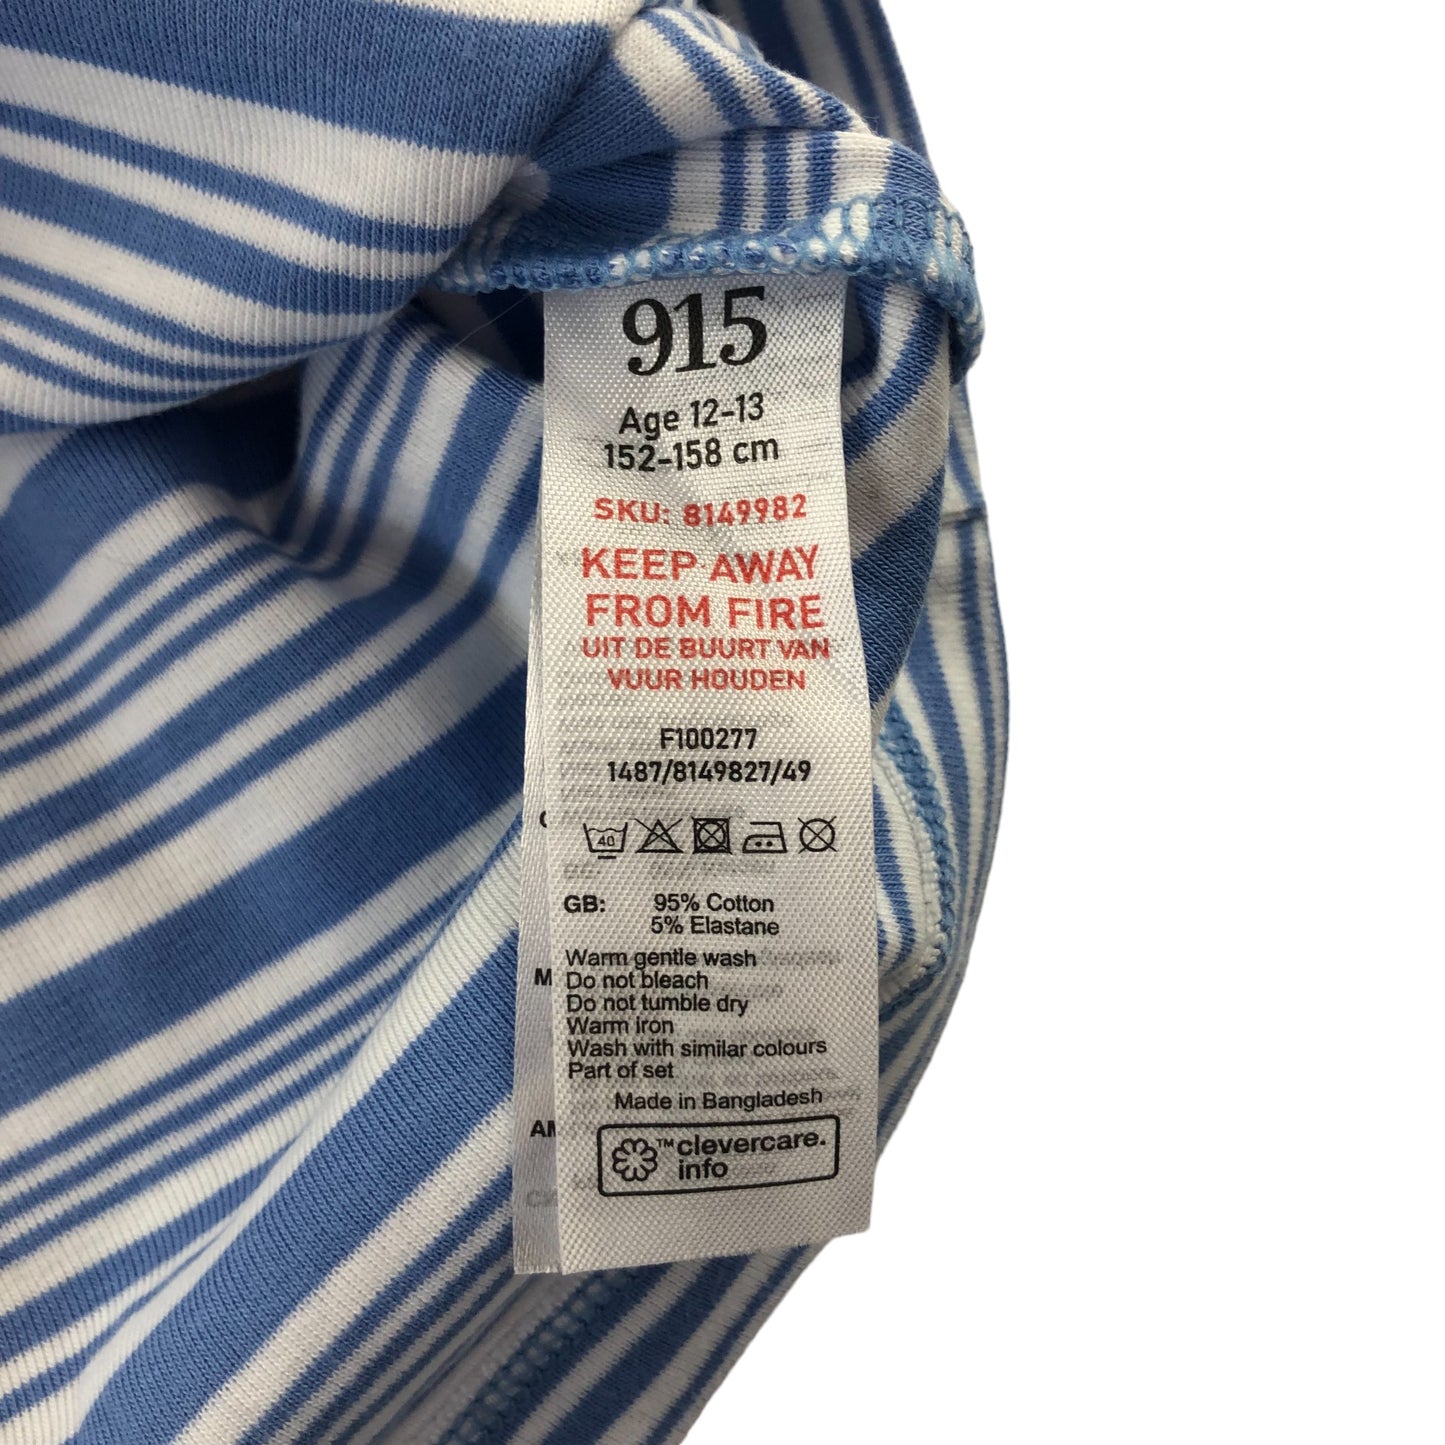 915
Age 12-13
152-158 cm
SKU: 8149982
KEEP AWAY
FROM FIRE
UIT DE BUURT VAN
VUUR HOUDEN
F100277
1487/8149827/49
40
GB: 95% Cotton
5% Elastane
Warm gentle wash
Do not bleach
Do not tumble dry
Warm iron
Wash with similar colours
Part of set
Made in Bangladesh
™clevercare.
info